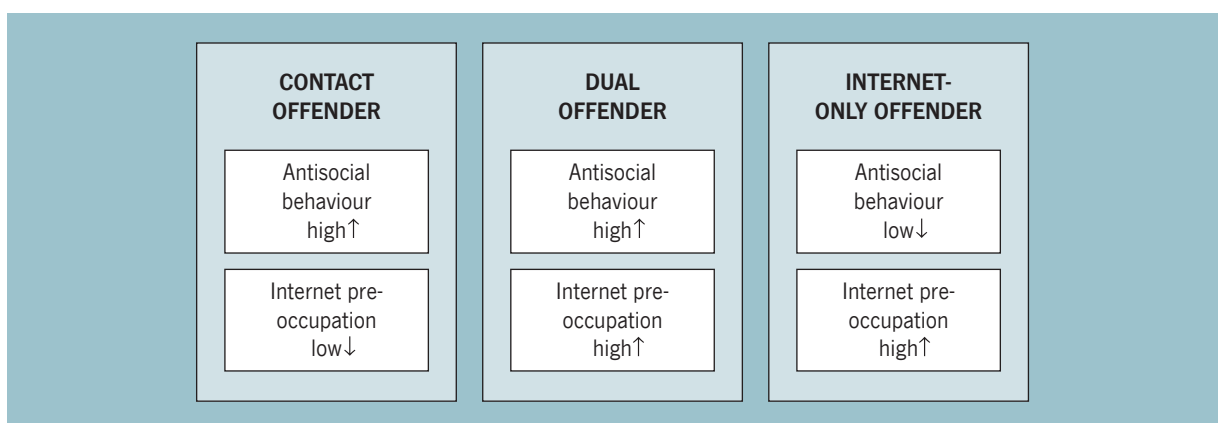 CONTACT
OFFENDER
Antisocial
behaviour
high↑
Internet pre-
occupation
low↓
DUAL
OFFENDER
Antisocial
behaviour
high↑
Internet pre-
occupation
high↑
INTERNET-
ONLY OFFENDER
Antisocial
behaviour
low↓
Internet pre-
occupation
high↑